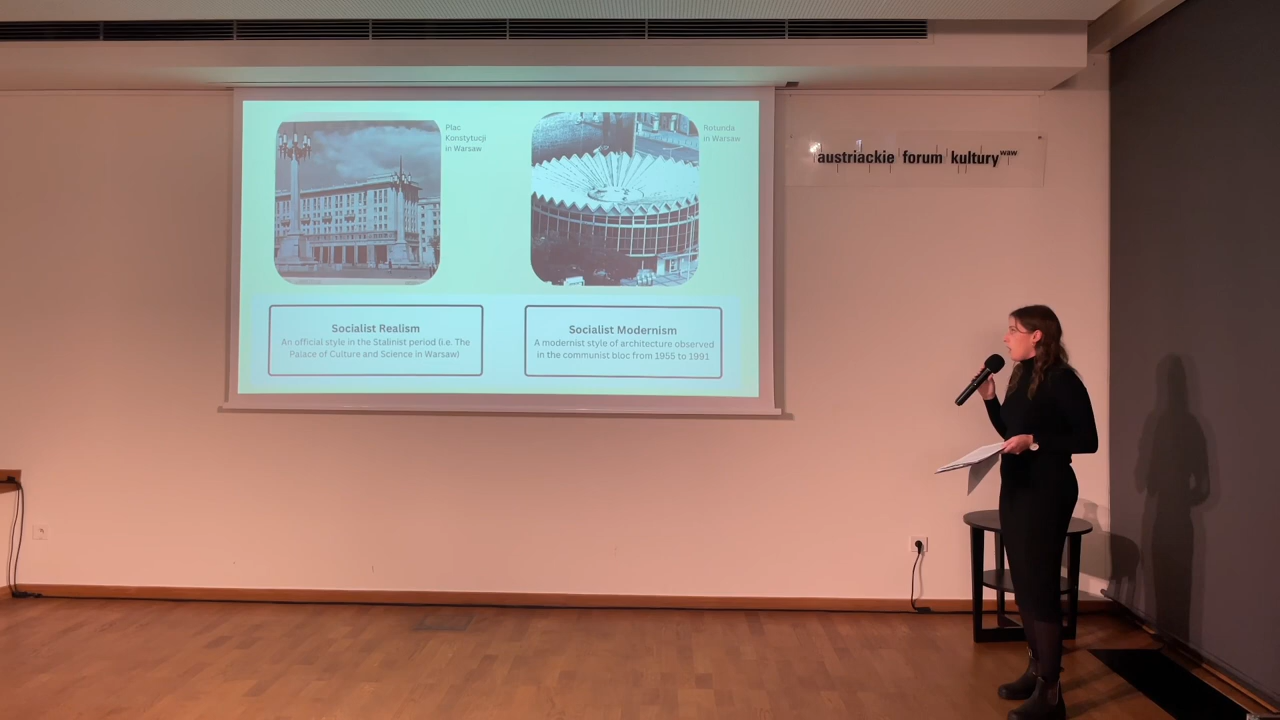 Plac
Konstytucji
in Warsaw
Rotunda
in Warsaw
Socialist Realism
An official style in the Stalinist period (i.e. The
Palace of Culture and Science in Warsaw)
Socialist Modernism
A modernist style of architecture observed
in the communist bloc from 1955 to 1991
austriackie forum kultury waw